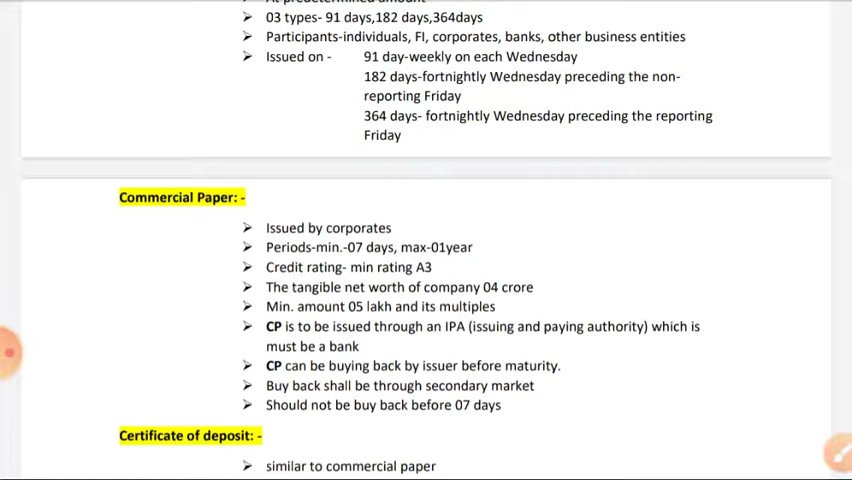 At predetermined amount
➢ 03 types- 91 days,182 days,364days
➢ Participants-individuals, FI, corporates, banks, other business entities
➢ Issued on - 91 day-weekly on each Wednesday
182 days-fortnightly Wednesday preceding the non-
reporting Friday
364 days- fortnightly Wednesday preceding the reporting
Friday
Commercial Paper: -
➢ Issued by corporates
➢ Periods-min.-07 days, max-01year
➢ Credit rating- min rating A3
➢ The tangible net worth of company 04 crore
➢ Min. amount 05 lakh and its multiples
➢ CP is to be issued through an IPA (issuing and paying authority) which is
must be a bank
➢ CP can be buying back by issuer before maturity.
➢ Buy back shall be through secondary market
➢ Should not be buy back before 07 days
Certificate of deposit: -
➢ similar to commercial paper